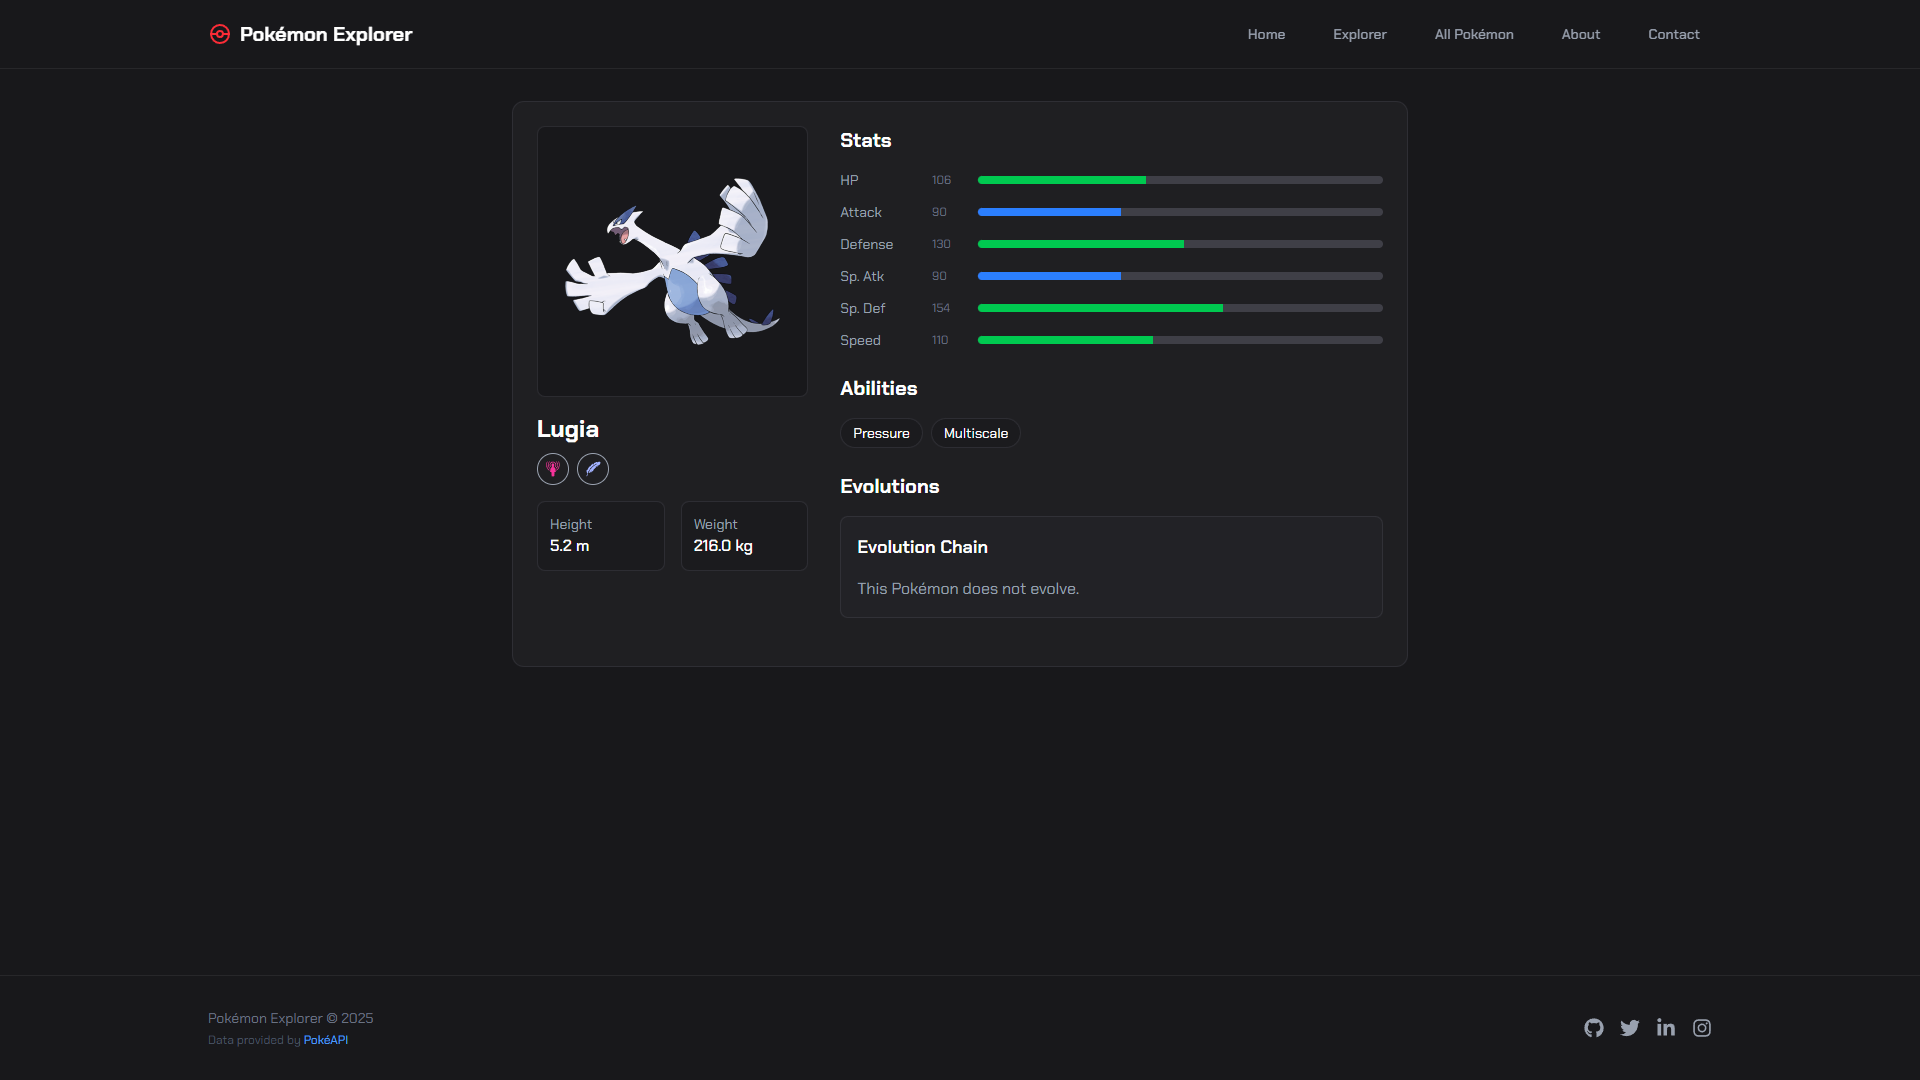 Pokémon Explorer
Home Explorer All Pokémon About Contact
Lugia
Height
5.2 m
Weight
216.0 kg
Stats
HP 106
Attack 90
Defense 130
Sp. Atk 90
Sp. Def 154
Speed 110
Abilities
Pressure Multiscale
Evolutions
Evolution Chain
This Pokémon does not evolve.
Pokémon Explorer © 2025
Data provided by PokéAPI